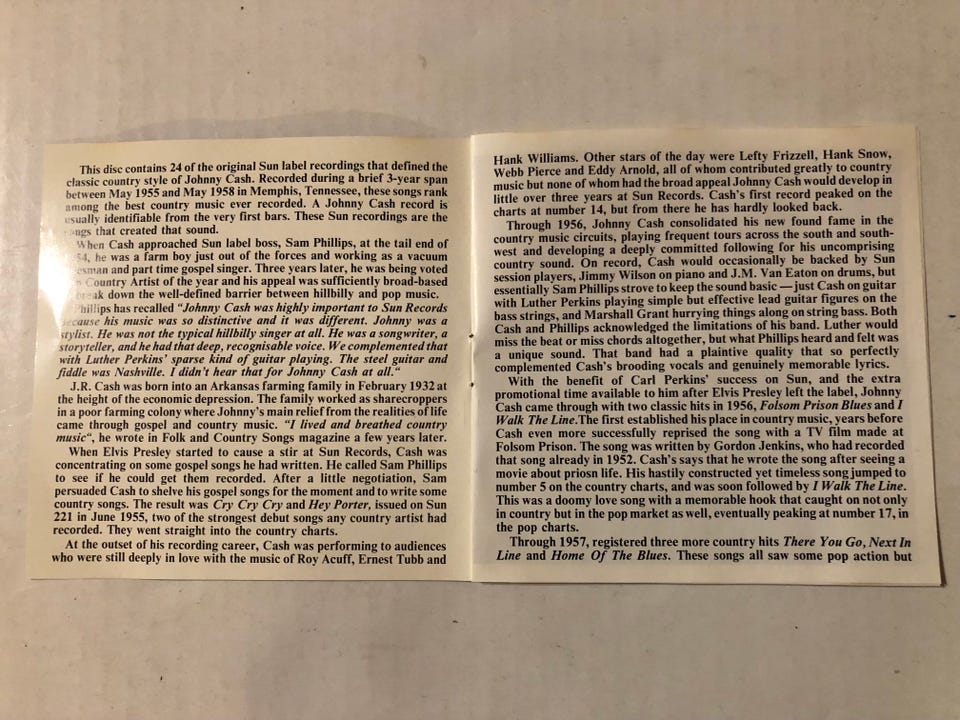 This disc contains 24 of the original Sun label recordings that defined the
classic country style of Johnny Cash. Recorded during a brief 3-year span
between May 1955 and May 1958 in Memphis, Tennessee, these songs rank
among the best country music ever recorded. A Johnny Cash record is
usually identifiable from the very first bars. These Sun recordings are the
songs that created that sound.
When Cash approached Sun label boss, Sam Phillips, at the tail end of
he was a farm boy just out of the forces and working as a vacuum
and part time gospel singer. Three years later, he was being voted
Country Artist of the year and his appeal was sufficiently broad-based
break down the well-defined barrier between hillbilly and pop music.
Phillips has recalled "Johnny Cash was highly important to Sun Records
because his music was so distinctive and it was different. Johnny was a
stylist. He was not the typical hillbilly singer at all. He was a songwriter, a
storyteller, and he had that deep, recognisable voice. We complemented that
with Luther Perkins' sparse kind of guitar playing. The steel guitar and
fiddle was Nashville. I didn't hear that for Johnny Cash at all."
J.R. Cash was born into an Arkansas farming family in February 1932 at
the height of the economic depression. The family worked as sharecroppers
in a poor farming colony where Johnny's main relief from the realities of life
came through gospel and country music. "I lived and breathed country
music", he wrote in Folk and Country Songs magazine a few years later.
When Elvis Presley started to cause a stir at Sun Records, Cash was
concentrating on some gospel songs he had written. He called Sam Phillips
to see if he could get them recorded. After a little negotiation, Sam
persuaded Cash to shelve his gospel songs for the moment and to write some
country songs. The result was Cry Cry Cry and Hey Porter, issued on Sun
221 in June 1955, two of the strongest debut songs any country artist had
recorded. They went straight into the country charts.
At the outset of his recording career, Cash was performing to audiences
who were still deeply in love with the music of Roy Acuff, Ernest Tubb and
Hank Williams. Other stars of the day were Lefty Frizzell, Hank Snow,
Webb Pierce and Eddy Arnold, all of whom contributed greatly to country
music but none of whom had the broad appeal Johnny Cash would develop in
little over three years at Sun Records. Cash's first record peaked on the
charts at number 14, but from there he has hardly looked back.
Through 1956, Johnny Cash consolidated his new found fame in the
country music circuits, playing frequent tours across the south and south-
west and developing a deeply committed following for his uncomprising
country sound. On record, Cash would occasionally be backed by Sun
session players, Jimmy Wilson on piano and J.M. Van Eaton on drums, but
essentially Sam Phillips strove to keep the sound basic — just Cash on guitar
with Luther Perkins playing simple but effective lead guitar figures on the
bass strings, and Marshall Grant hurrying things along on string bass. Both
Cash and Phillips acknowledged the limitations of his band. Luther would
miss the beat or miss chords altogether, but what Phillips heard and felt was
a unique sound. That band had a plaintive quality that so perfectly
complemented Cash's brooding vocals and genuinely memorable lyrics.
With the benefit of Carl Perkins' success on Sun, and the extra
promotional time available to him after Elvis Presley left the label, Johnny
Cash came through with two classic hits in 1956, Folsom Prison Blues and I
Walk The Line.The first established his place in country music, years before
Cash even more successfully reprised the song with a TV film made at
Folsom Prison. The song was written by Gordon Jenkins, who had recorded
that song already in 1952. Cash's says that he wrote the song after seeing a
movie about priosn life. His hastily constructed yet timeless song jumped to
number 5 on the country charts, and was soon followed by I Walk The Line.
This was a doomy love song with a memorable hook that caught on not only
in country but in the pop market as well, eventually peaking at number 17, in
the pop charts.
Through 1957, registered three more country hits There You Go, Next In
Line and Home Of The Blues. These songs all saw some pop action but